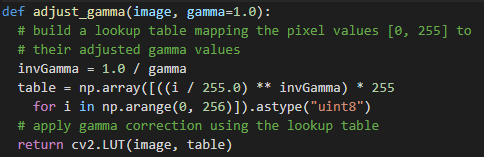 def adjust_gamma(image, gamma=1.0):
  # build a lookup table mapping the pixel values [0, 255] to
  # their adjusted gamma values
  invGamma = 1.0 / gamma
  table = np.array([((i / 255.0) ** invGamma) * 255
    for i in np.arange(0, 256)]).astype("uint8")
  # apply gamma correction using the lookup table
  return cv2.LUT(image, table)